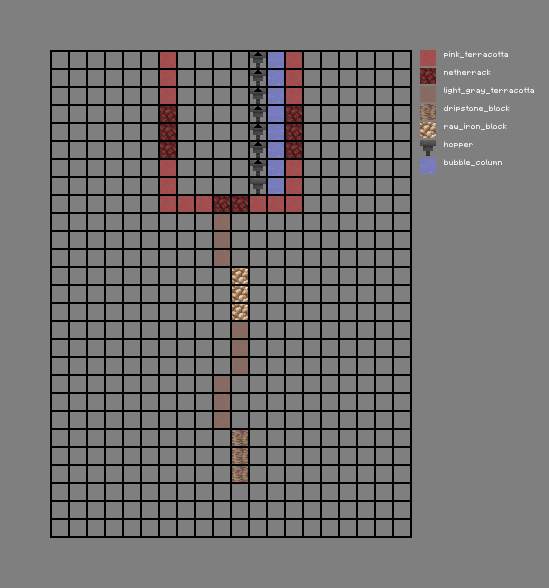 pink_terracotta
netherrack
light_gray_terracotta
dripstone_block
raw_iron_block
hopper
bubble_column